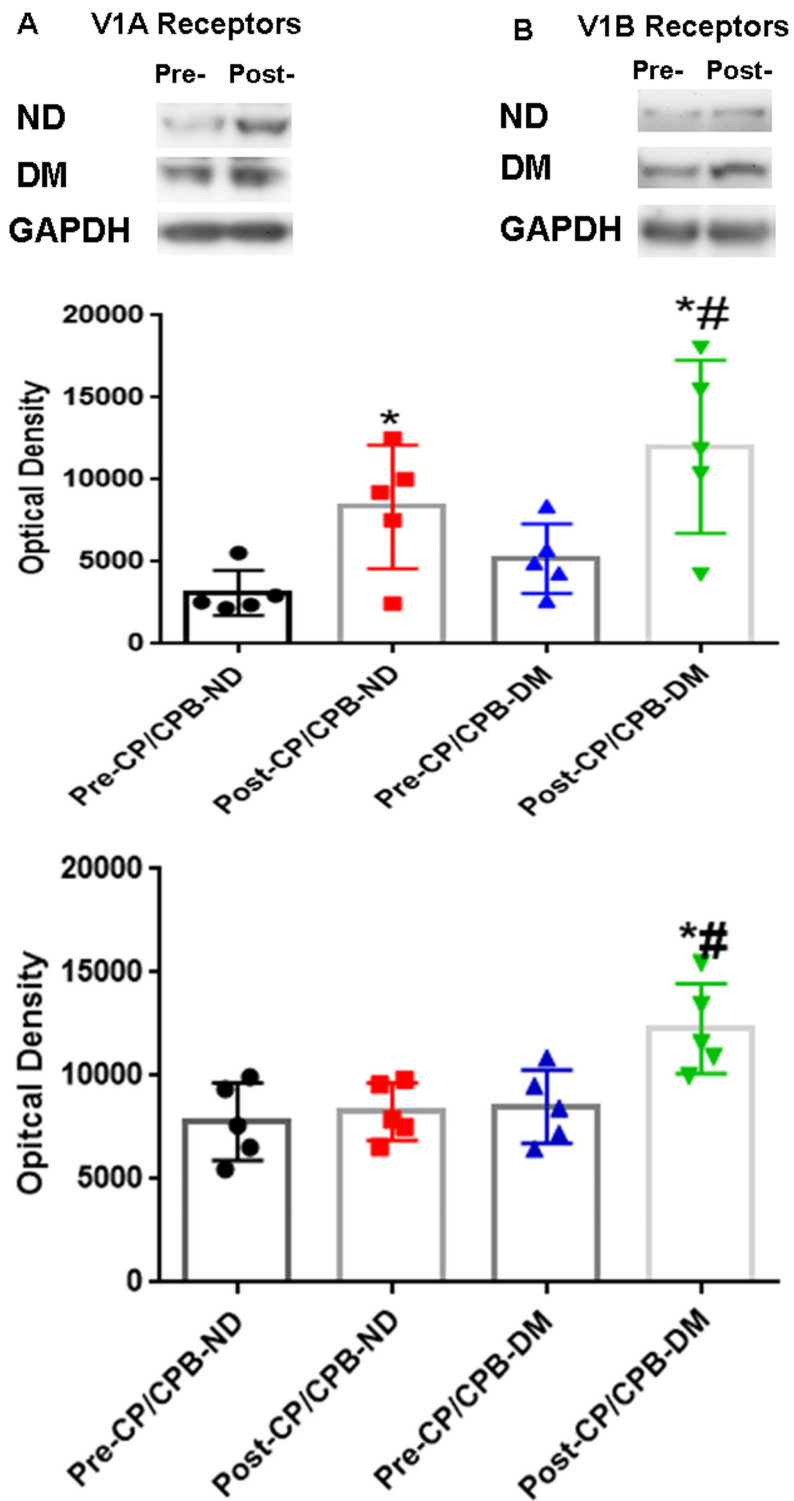 A V1A Receptors
Pre- Post-
ND
DM
GAPDH
B V1B Receptors
Pre- Post-
ND
DM
GAPDH
Optical Density
20000
15000
10000
5000
0
*
*#
Pre-CP/CPB-ND
Post-CP/CPB-ND
Pre-CP/CPB-DM
Post-CP/CPB-DM
Opitcal Density
20000
15000
10000
5000
0
*#
Pre-CP/CPB-ND
Post-CP/CPB-ND
Pre-CP/CPB-DM
Post-CP/CPB-DM